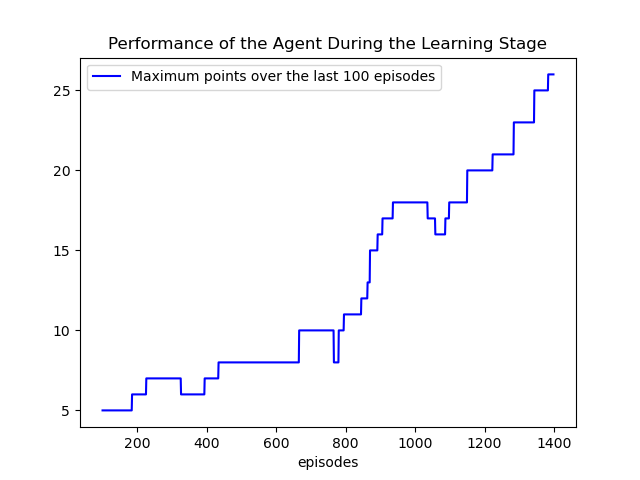 Performance of the Agent During the Learning Stage
Maximum points over the last 100 episodes
25
20
15
10
5
200 400 600 800 1000 1200 1400
episodes